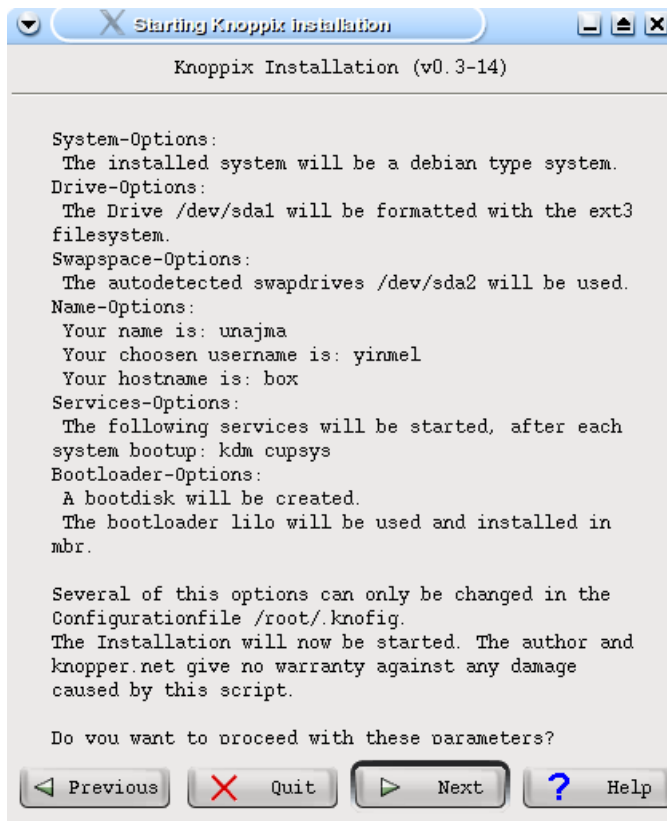 Starting Knoppix installation
Knoppix Installation (v0.3-14)
System-Options:
The installed system will be a debian type system.
Drive-Options:
The Drive /dev/sda1 will be formatted with the ext3
filesystem.
Swapspace-Options:
The autodetected swapdrives /dev/sda2 will be used.
Name-Options:
Your name is: unajma
Your choosen username is: yinmel
Your hostname is: box
Services-Options:
The following services will be started, after each
system bootup: kdm cupsys
Bootloader-Options:
A bootdisk will be created.
The bootloader lilo will be used and installed in
mbr.
Several of this options can only be changed in the
Configurationfile /root/.knofig.
The Installation will now be started. The author and
knopper.net give no warranty against any damage
caused by this script.
Do you want to proceed with these parameters?
Previous Quit Next ? Help